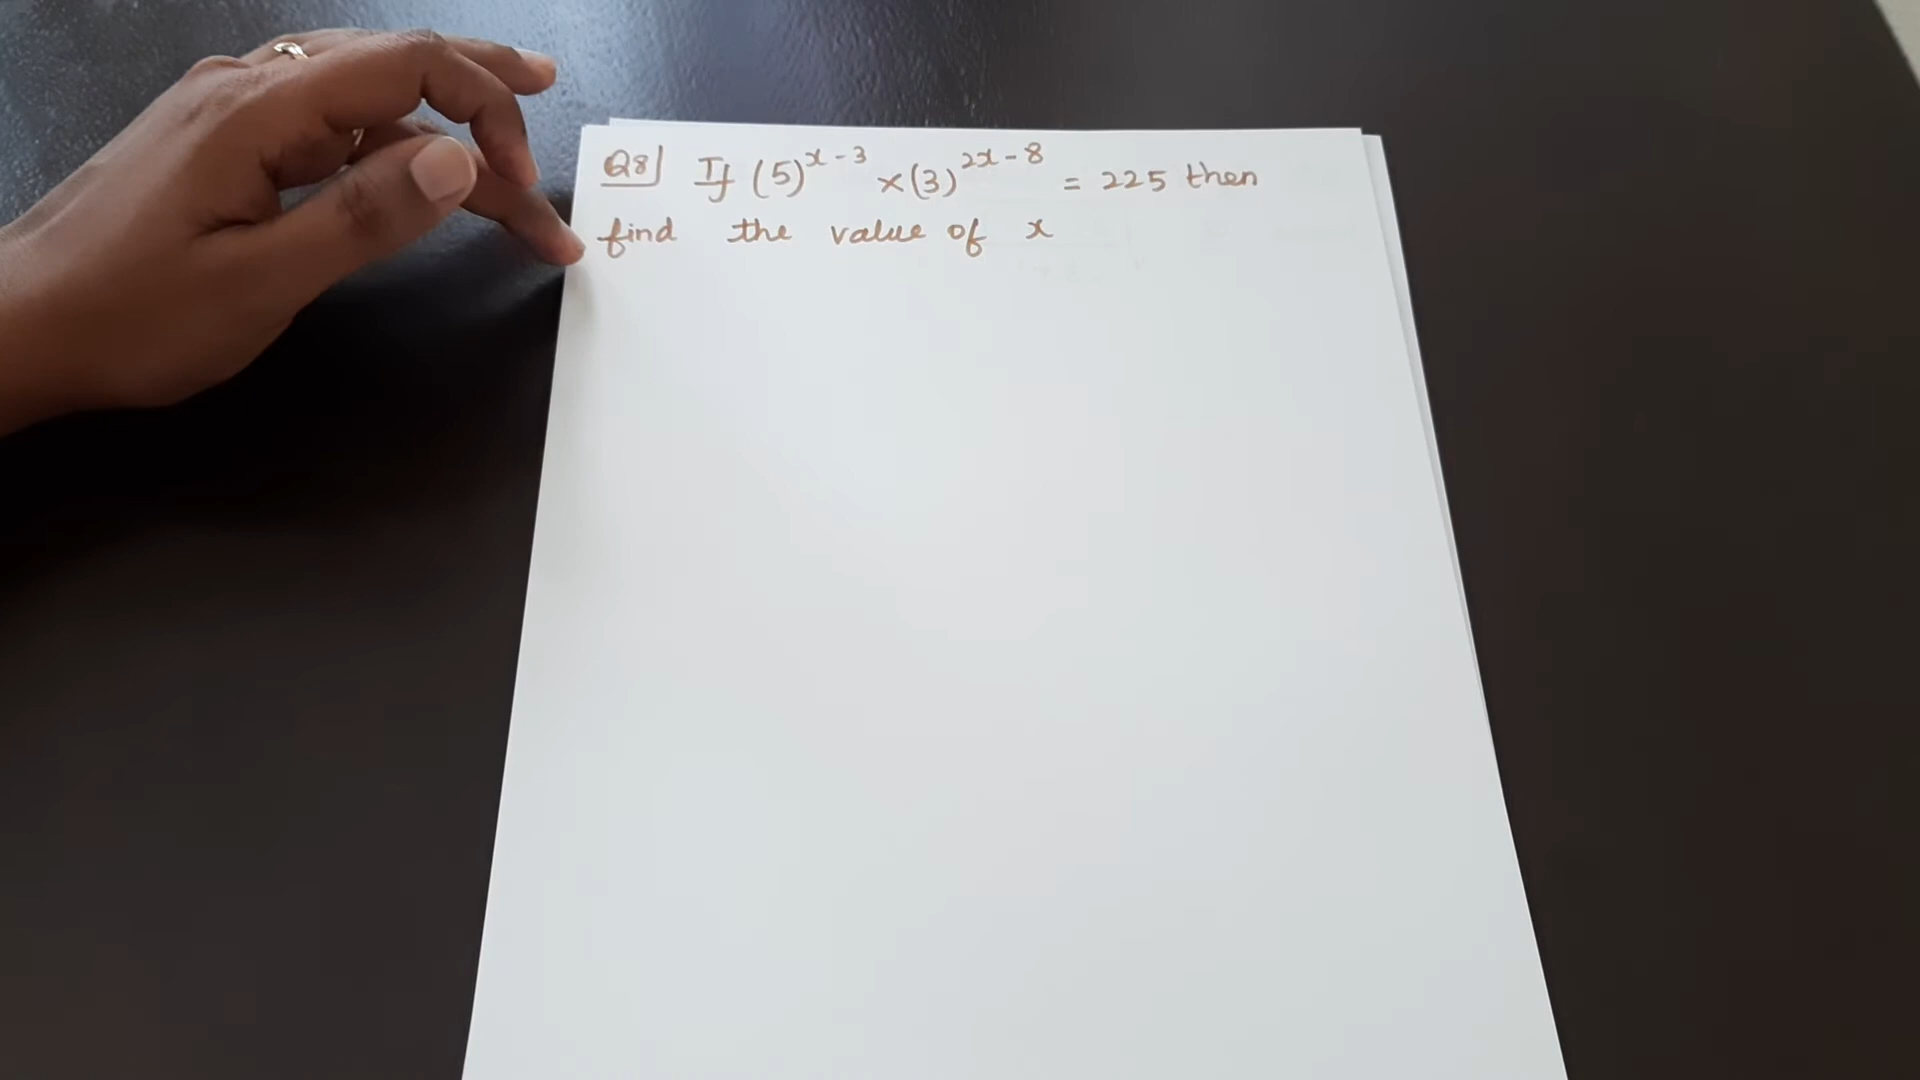 Q8| If (5)^{x-3} ×(3)^{2x-8} = 225 then
find the value of x